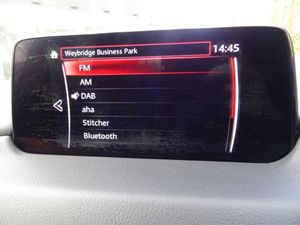 Weybridge Business Park
14:45
FM
AM
DAB
aha
Stitcher
Bluetooth